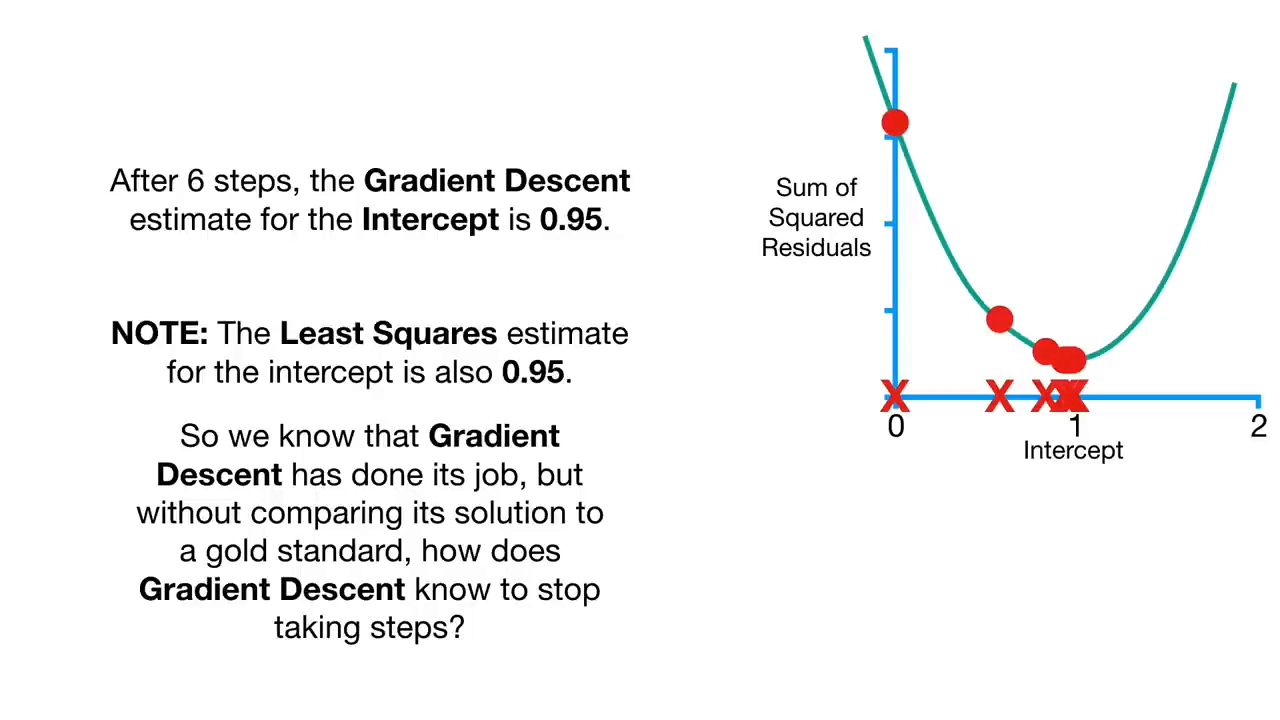 After 6 steps, the Gradient Descent
estimate for the Intercept is 0.95.
NOTE: The Least Squares estimate
for the intercept is also 0.95.
So we know that Gradient
Descent has done its job, but
without comparing its solution to
a gold standard, how does
Gradient Descent know to stop
taking steps?
Sum of
Squared
Residuals
X X X X X X
0 1 2
Intercept